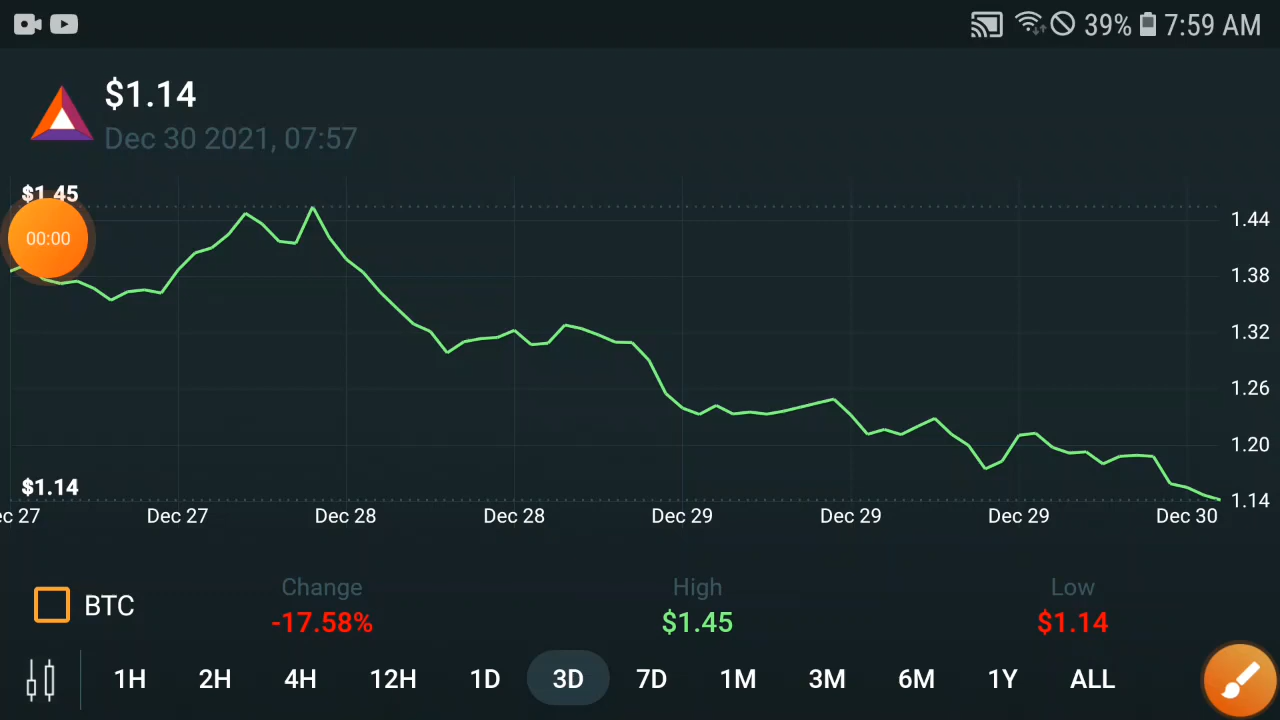 39% 7:59 AM
$1.14
Dec 30 2021, 07:57
$1.45
00:00
1.44
1.38
1.32
1.26
1.20
$1.14
1.14
ec 27 Dec 27 Dec 28 Dec 28 Dec 29 Dec 29 Dec 29 Dec 30
Change High Low
BTC -17.58% $1.45 $1.14
1H 2H 4H 12H 1D 3D 7D 1M 3M 6M 1Y ALL